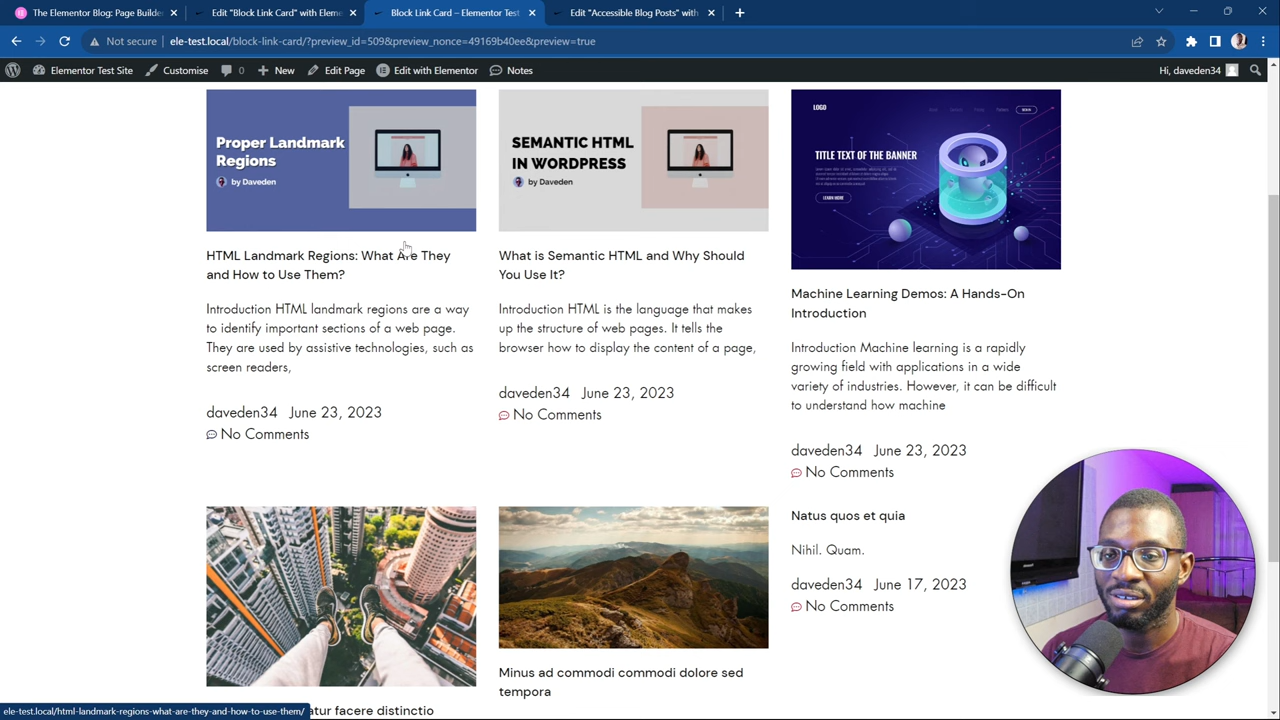 The Elementor Blog: Page Builde
Edit "Block Link Card" with Eleme
Block Link Card – Elementor Test
Edit "Accessible Blog Posts" with
Not secure
ele-test.local/block-link-card/?preview_id=509&preview_nonce=49169b40ee&preview=true
Elementor Test Site
Customise
0
New
Edit Page
Edit with Elementor
Notes
Hi, daveden34
Proper Landmark
Regions
by Daveden
HTML Landmark Regions: What Are They
and How to Use Them?
Introduction HTML landmark regions are a way
to identify important sections of a web page.
They are used by assistive technologies, such as
screen readers,
daveden34 June 23, 2023
No Comments
SEMANTIC HTML
IN WORDPRESS
by Daveden
What is Semantic HTML and Why Should
You Use It?
Introduction HTML is the language that makes
up the structure of web pages. It tells the
browser how to display the content of a page,
daveden34 June 23, 2023
No Comments
LOGO
TITLE TEXT OF THE BANNER
LEARN MORE
Machine Learning Demos: A Hands-On
Introduction
Introduction Machine learning is a rapidly
growing field with applications in a wide
variety of industries. However, it can be difficult
to understand how machine
daveden34 June 23, 2023
No Comments
Natus quos et quia
Nihil. Quam.
daveden34 June 17, 2023
No Comments
Minus ad commodi commodi dolore sed
tempora
atur facere distinctio
ele-test.local/html-landmark-regions-what-are-they-and-how-to-use-them/